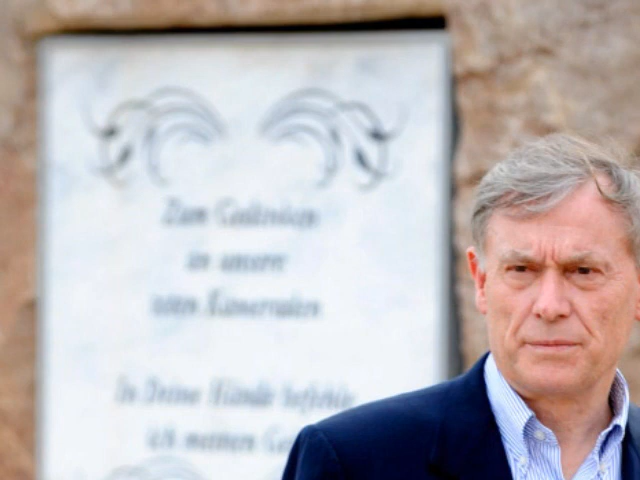 Zum Gedenken
an unsere
toten Kameraden
In Deine Hände befehle
ich meinen